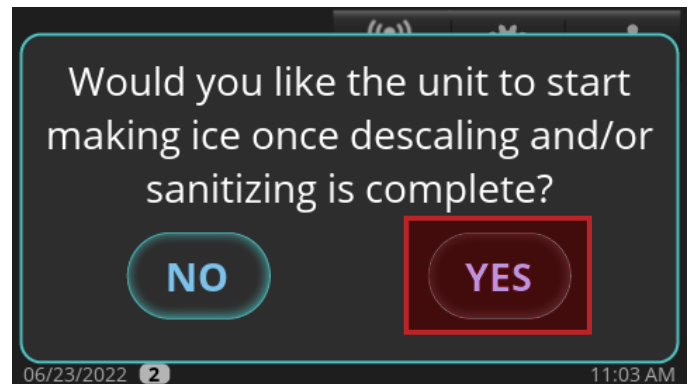 Would you like the unit to start
making ice once descaling and/or
sanitizing is complete?
NO YES
06/23/2022 2 11:03 AM